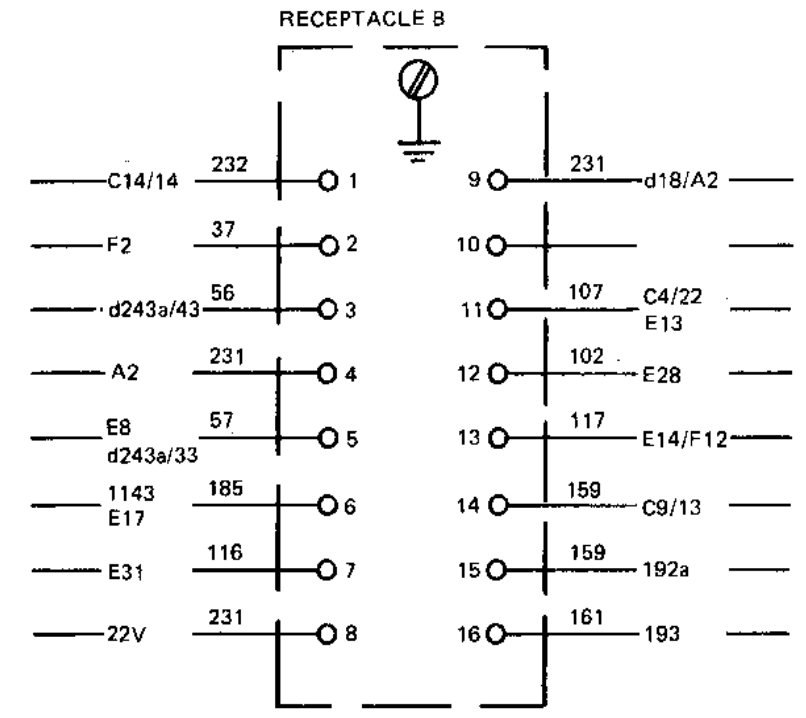 RECEPTACLE B
C14/14 232 1 9 231 d18/A2
F2 37 2 10
d243a/43 56 3 11 107 C4/22
E13
A2 231 4 12 102 E28
E8 57 5 13 117 E14/F12
d243a/33
1143 185 6 14 159 C9/13
E17
E31 116 7 15 159 192a
22V 231 8 16 161 193